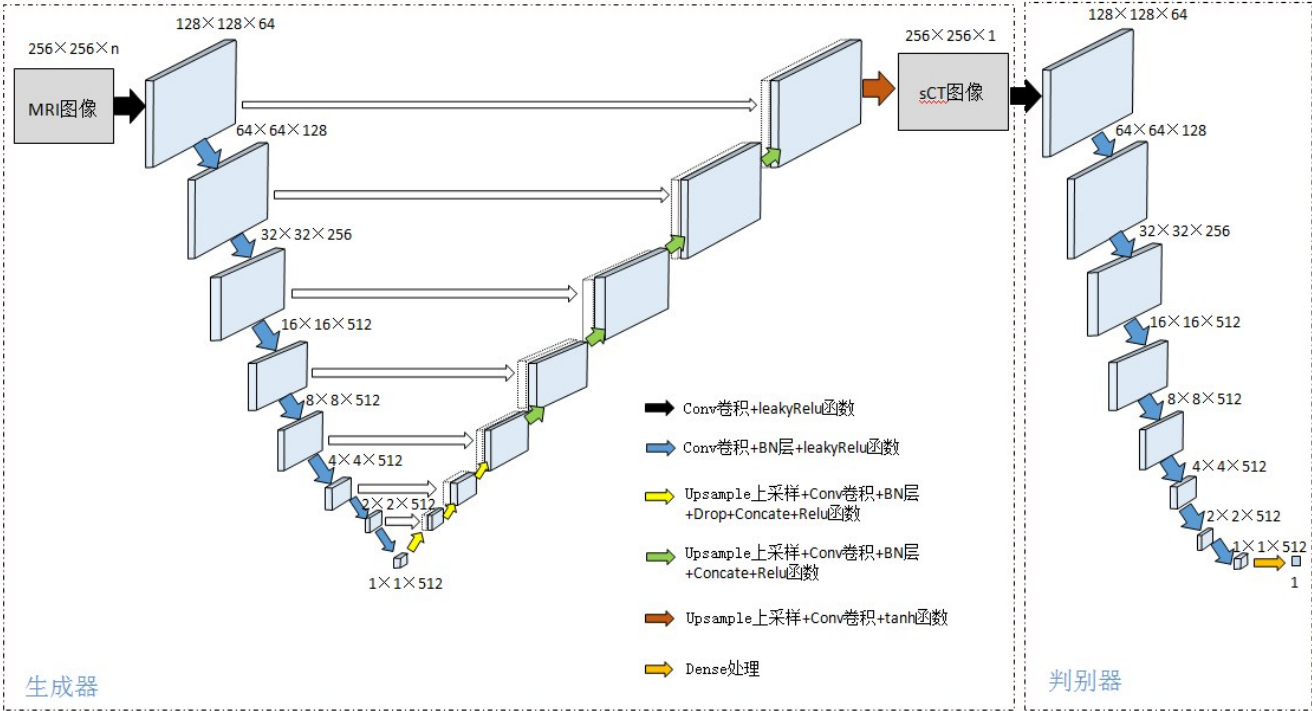 128×128×64
256×256×n
MRI图像
64×64×128
32×32×256
16×16×512
8×8×512
4×4×512
2×2×512
1×1×512
256×256×1
sCT图像
Conv卷积+leakyRelu函数
Conv卷积+BN层+leakyRelu函数
Upsample上采样+Conv卷积+BN层
+Drop+Concate+Relu函数
Upsample上采样+Conv卷积+BN层
+Concate+Relu函数
Upsample上采样+Conv卷积+tanh函数
Dense处理
生成器
128×128×64
64×64×128
32×32×256
16×16×512
8×8×512
4×4×512
2×2×512
1×1×512
1
判别器